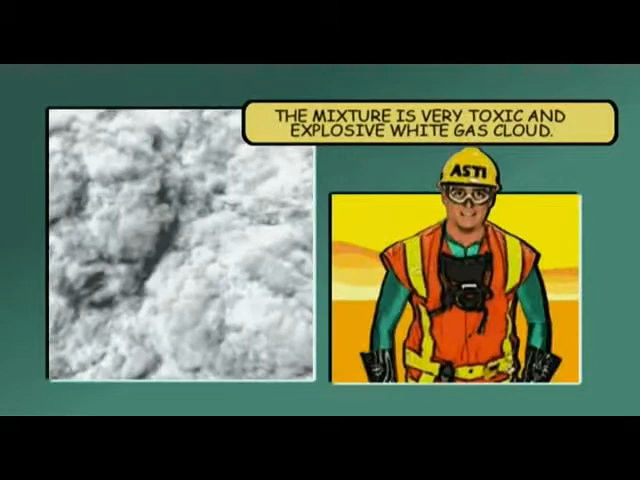 THE MIXTURE IS VERY TOXIC AND
EXPLOSIVE WHITE GAS CLOUD.
ASTI